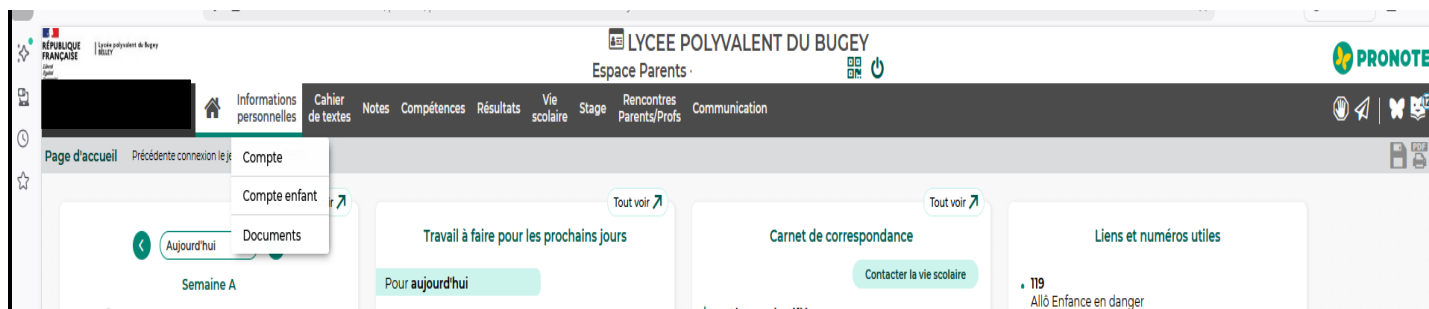 RÉPUBLIQUE
FRANÇAISE
Liberté
Égalité
Lycée polyvalent du Bugey
BELLEY
LYCEE POLYVALENT DU BUGEY
Espace Parents -
PRONOTE
Informations personnelles
Cahier de textes
Notes
Compétences
Résultats
Vie scolaire
Stage
Rencontres Parents/Profs
Communication
Page d'accueil
Précédente connexion le je
PDF
Compte
Compte enfant
Documents
Tout voir
Tout voir
Aujourd'hui
Semaine A
Travail à faire pour les prochains jours
Pour aujourd'hui
Carnet de correspondance
Contacter la vie scolaire
Liens et numéros utiles
119
Allô Enfance en danger